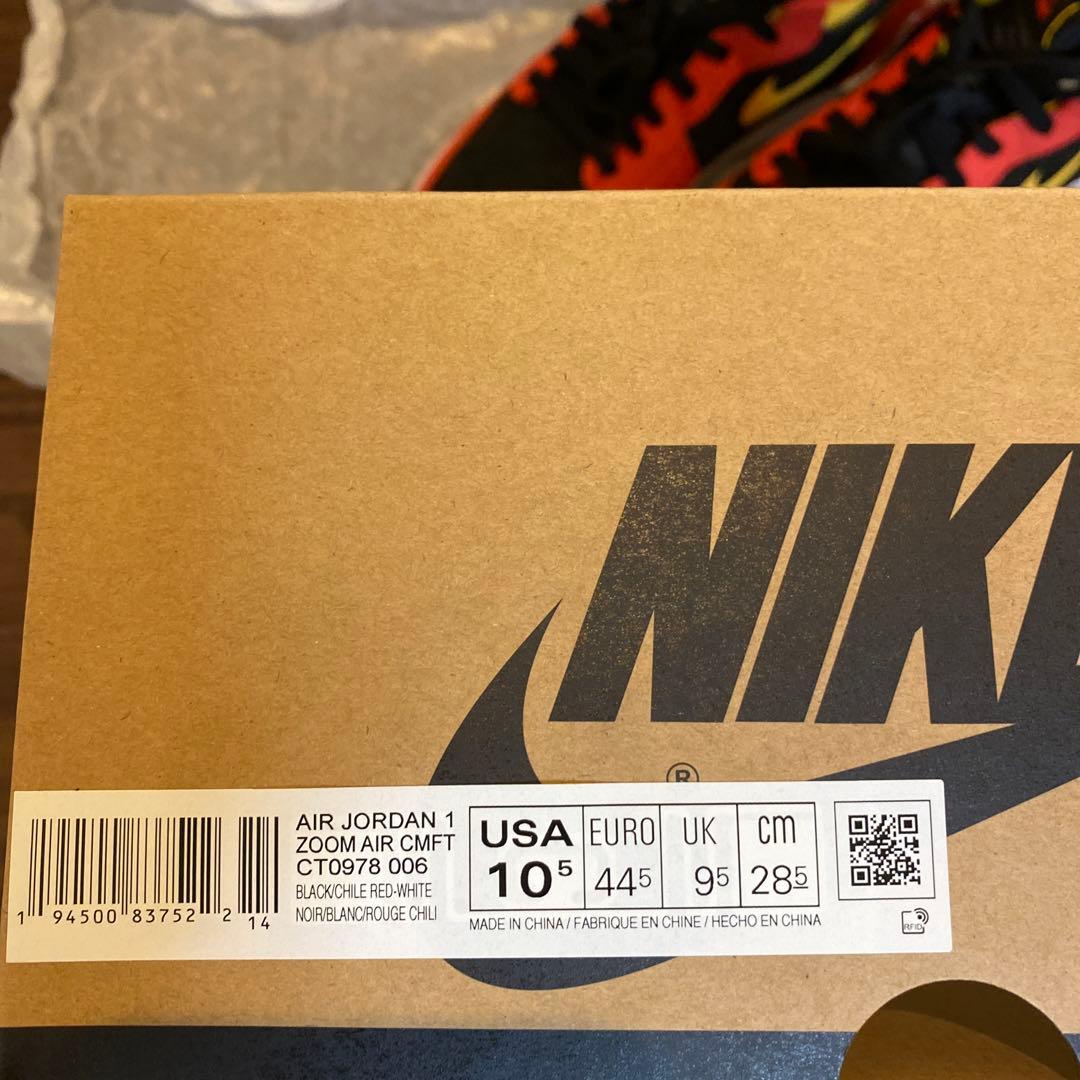 NIK
®
AIR JORDAN 1
ZOOM AIR CMFT
CT0978 006
BLACK/CHILE RED-WHITE
NOIR/BLANC/ROUGE CHILI
1 94500 83752 2 14
USA 10⁵
EURO 44⁵
UK 9⁵
cm 28⁵
MADE IN CHINA / FABRIQUE EN CHINE / HECHO EN CHINA
RFID